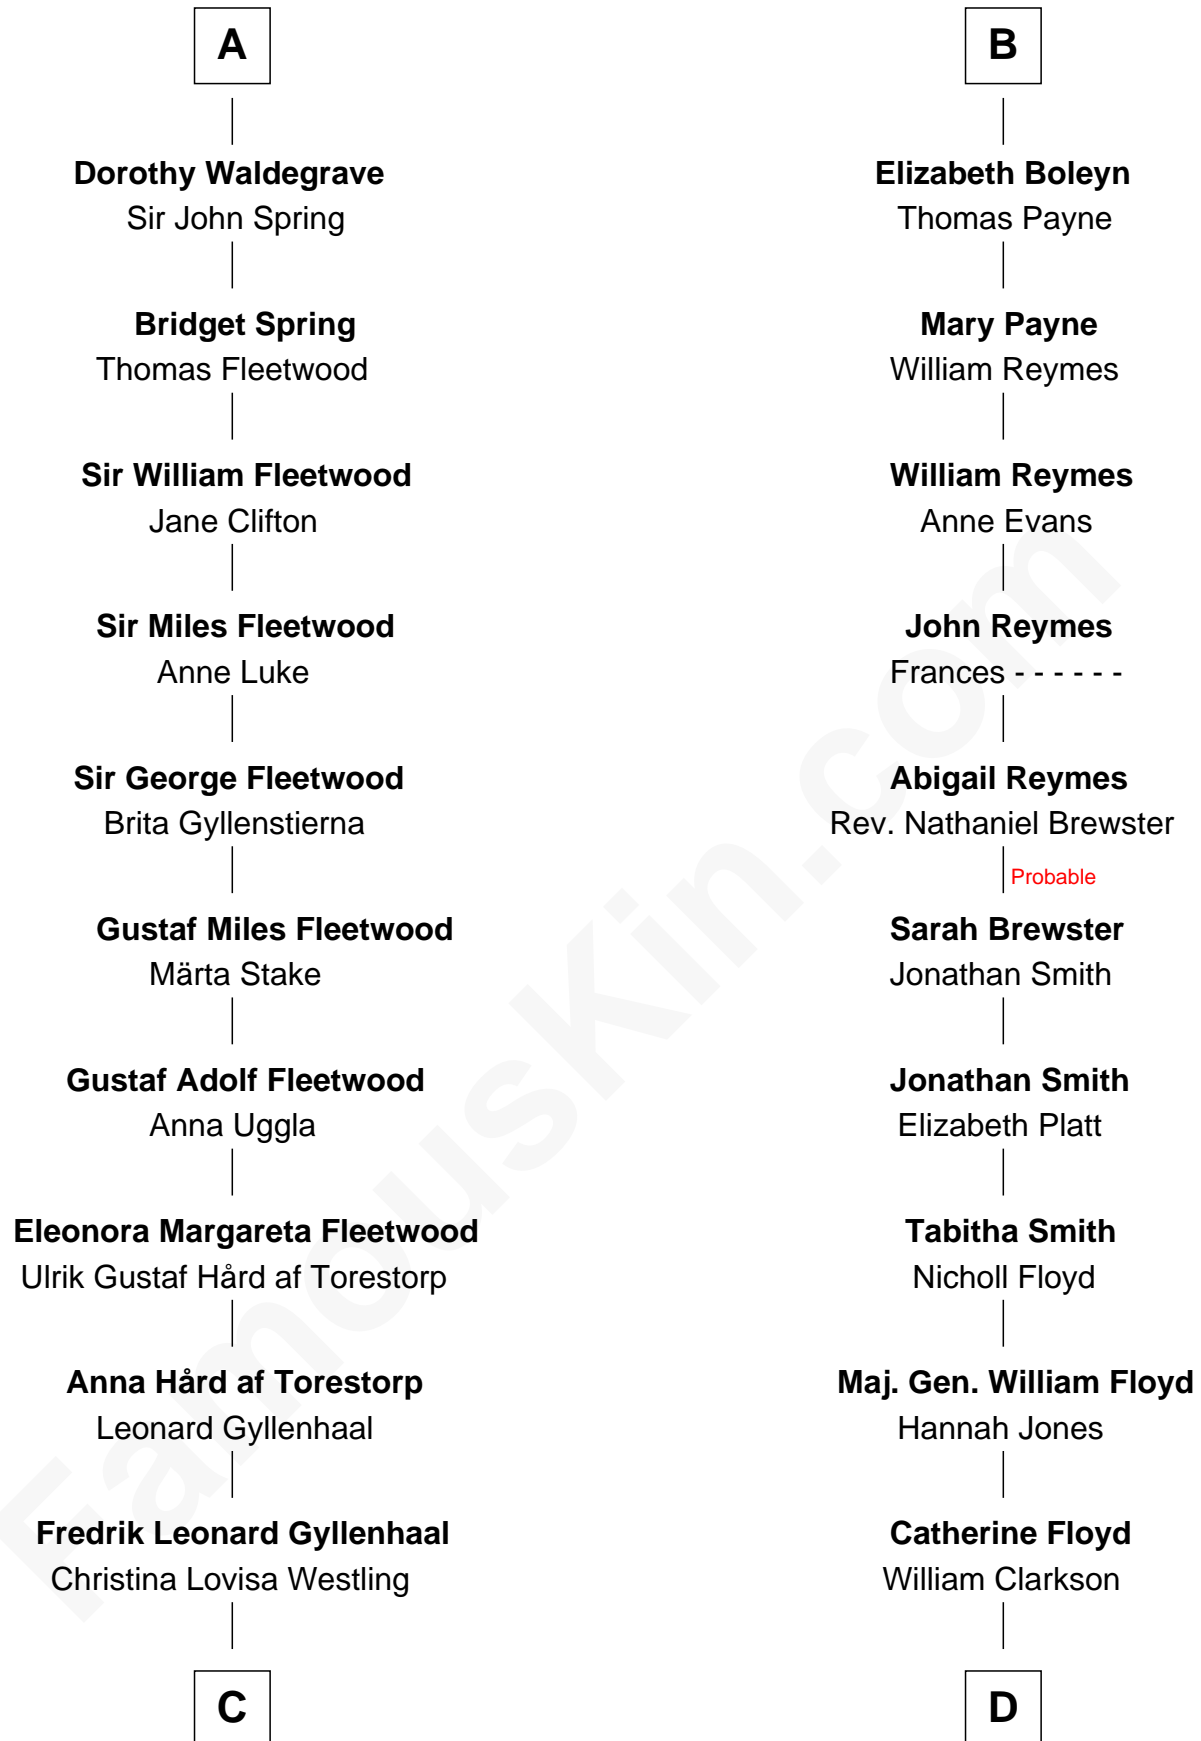 A
Dorothy Waldegrave
Sir John Spring
Bridget Spring
Thomas Fleetwood
Sir William Fleetwood
Jane Clifton
Sir Miles Fleetwood
Anne Luke
Sir George Fleetwood
Brita Gyllenstierna
Gustaf Miles Fleetwood
Märta Stake
Gustaf Adolf Fleetwood
Anna Uggla
Eleonora Margareta Fleetwood
Ulrik Gustaf Hård af Torestorp
Anna Hård af Torestorp
Leonard Gyllenhaal
Fredrik Leonard Gyllenhaal
Christina Lovisa Westling
C
B
Elizabeth Boleyn
Thomas Payne
Mary Payne
William Reymes
William Reymes
Anne Evans
John Reymes
Frances - - - - - -
Abigail Reymes
Rev. Nathaniel Brewster
Probable
Sarah Brewster
Jonathan Smith
Jonathan Smith
Elizabeth Platt
Tabitha Smith
Nicholl Floyd
Maj. Gen. William Floyd
Hannah Jones
Catherine Floyd
William Clarkson
D
FamousKin.com